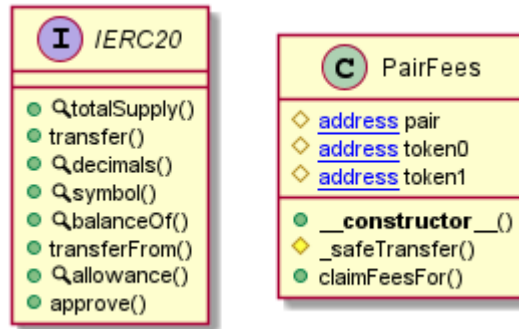 I IERC20
totalSupply()
transfer()
decimals()
symbol()
balanceOf()
transferFrom()
allowance()
approve()
C PairFees
address pair
address token0
address token1
__constructor__()
_safeTransfer()
claimFeesFor()